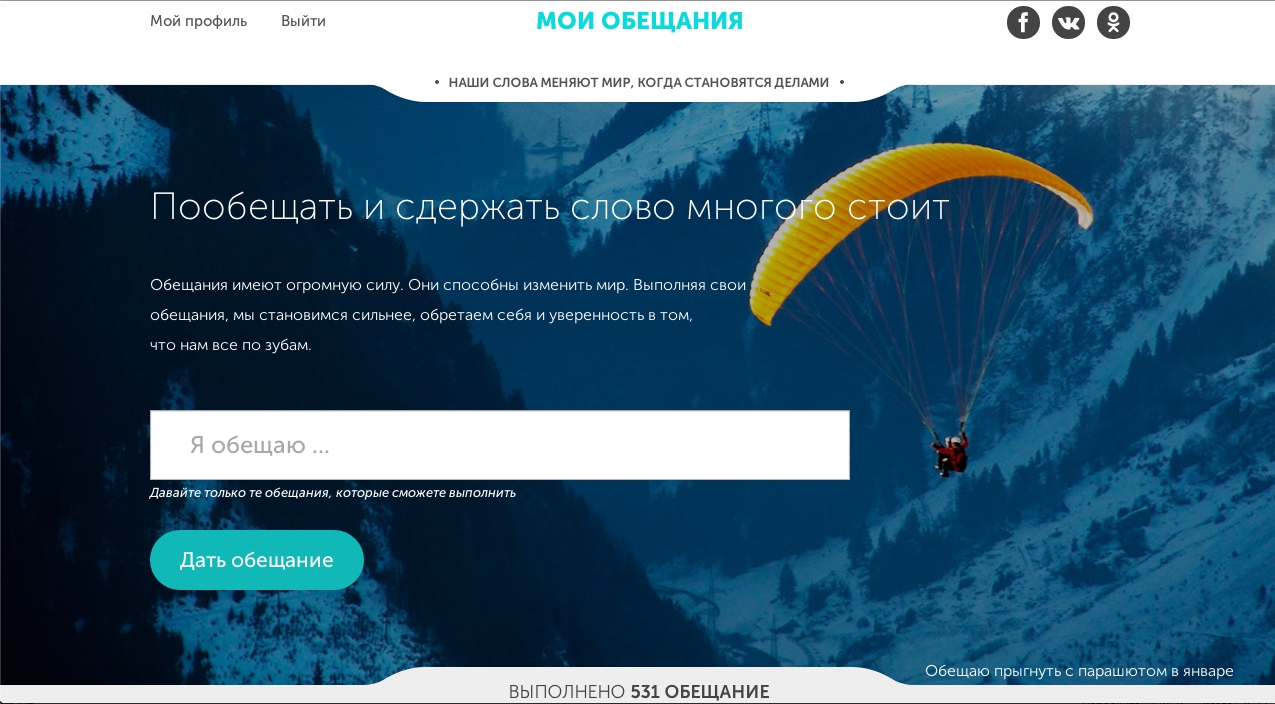 Мой профиль
Выйти
МОИ ОБЕЩАНИЯ
• НАШИ СЛОВА МЕНЯЮТ МИР, КОГДА СТАНОВЯТСЯ ДЕЛАМИ •
Пообещать и сдержать слово многого стоит
Обещания имеют огромную силу. Они способны изменить мир. Выполняя свои
обещания, мы становимся сильнее, обретаем себя и уверенность в том,
что нам все по зубам.
Я обещаю ...
Давайте только те обещания, которые сможете выполнить
Дать обещание
Обещаю прыгнуть с парашютом в январе
ВЫПОЛНЕНО 531 ОБЕЩАНИЕ